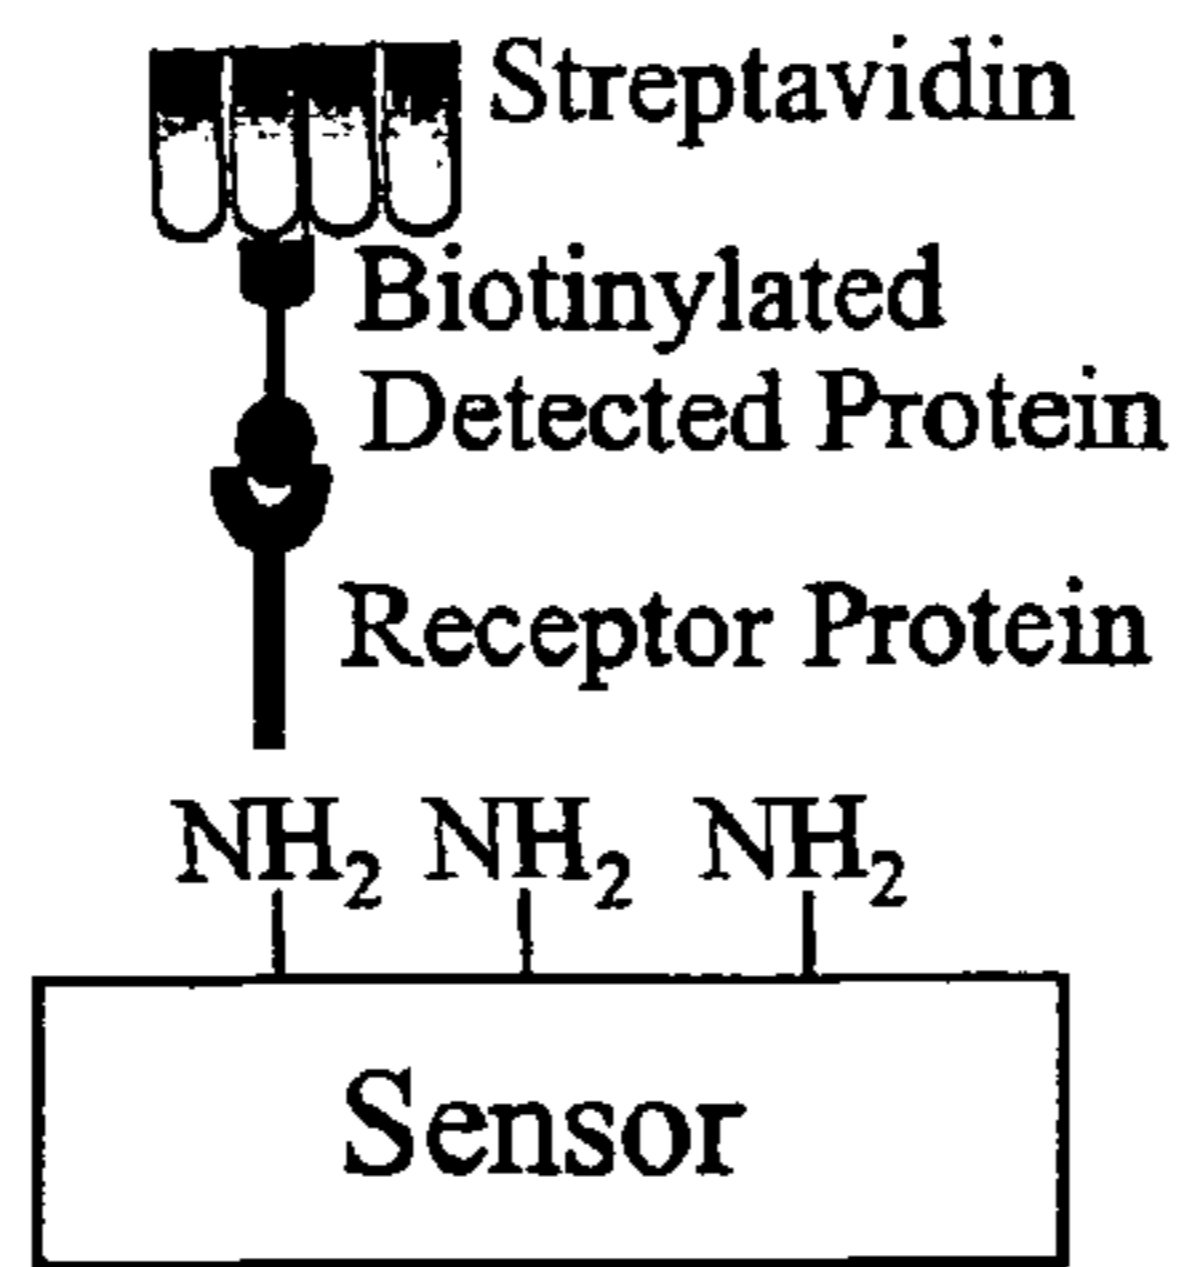 Streptavidin
Biotinylated
Detected Protein
Receptor Protein
NH₂ NH₂ NH₂
Sensor